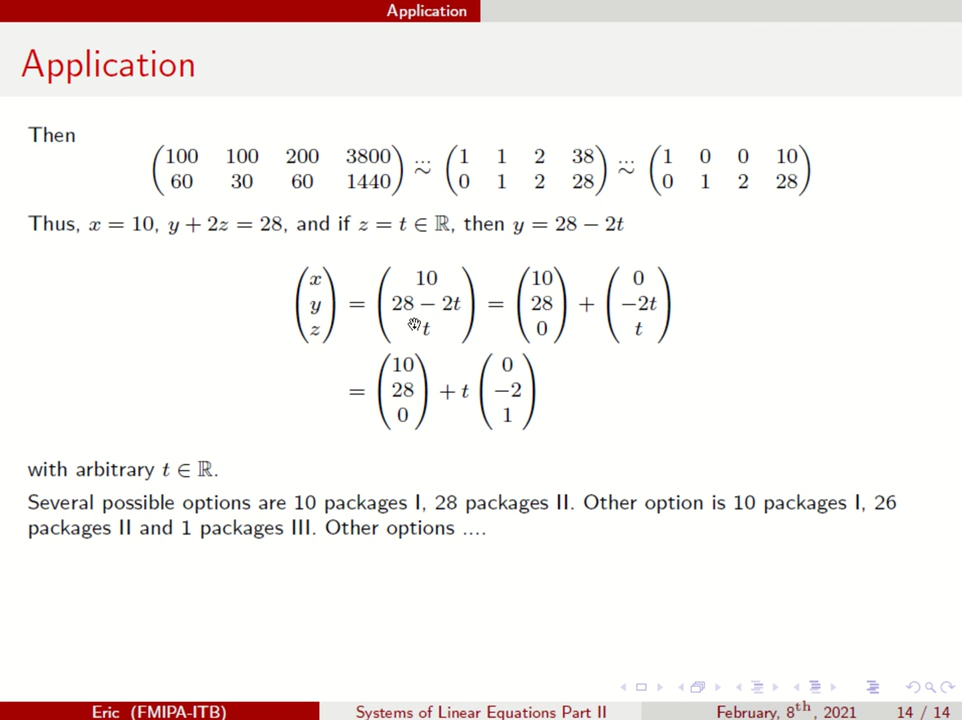 Application
Application
Then
(100 100 200 3800
60 30 60 1440) ~... (1 1 2 38
0 1 2 28) ~... (1 0 0 10
0 1 2 28)
Thus, x = 10, y + 2z = 28, and if z = t ∈ ℝ, then y = 28 − 2t
(x
y
z) = (10
28 − 2t
t) = (10
28
0) + (0
−2t
t)
= (10
28
0) + t (0
−2
1)
with arbitrary t ∈ ℝ.
Several possible options are 10 packages I, 28 packages II. Other option is 10 packages I, 26
packages II and 1 packages III. Other options ....
Eric (FMIPA-ITB) Systems of Linear Equations Part II February, 8th, 2021 14 / 14